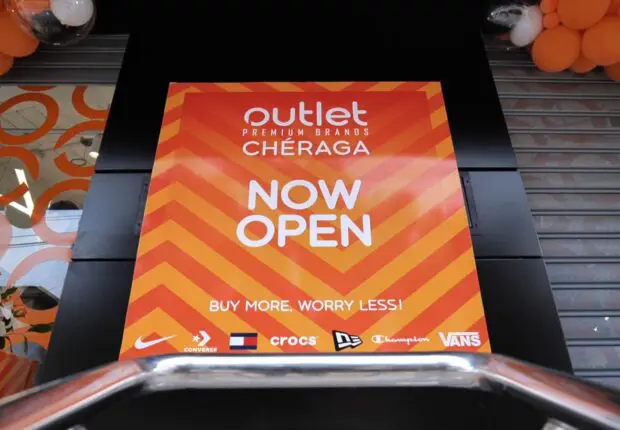 outlet
PREMIUM BRANDS
CHÉRAGA
NOW
OPEN
BUY MORE, WORRY LESS!
CONVERSE
crocs
Champion
VANS